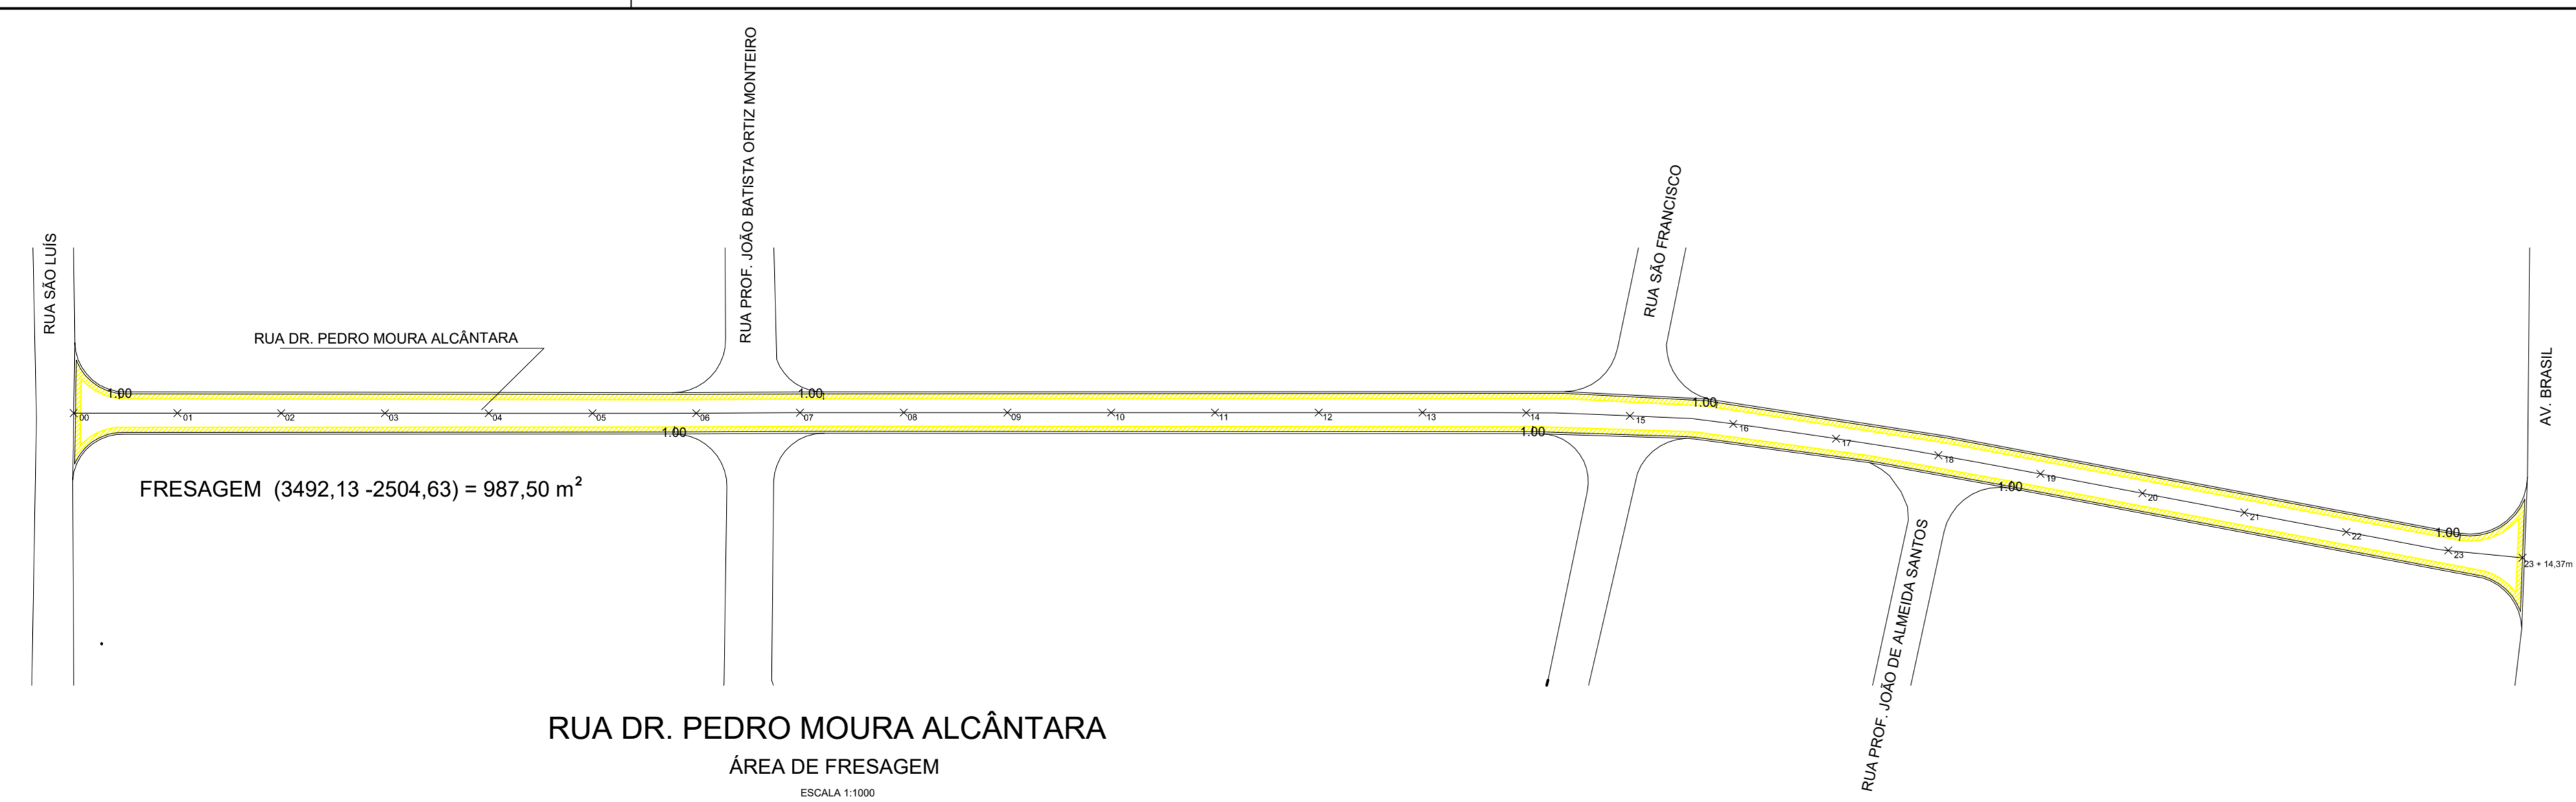 RUA PROF. JOÃO BATISTA ORTIZ MONTEIRO
RUA SÃO FRANCISCO
RUA SÃO LUÍS
RUA DR. PEDRO MOURA ALCÂNTARA
AV. BRASIL
1.00
1.00
1.00
00
01
02
03
04
05
06
07
08
09
10
11
12
13
14
15
16
17
18
19
20
21
22
23
23 + 14,37m
1.00
1.00
1.00
1.00
FRESAGEM (3492,13 -2504,63) = 987,50 m²
RUA PROF. JOÃO DE ALMEIDA SANTOS
RUA DR. PEDRO MOURA ALCÂNTARA
ÁREA DE FRESAGEM
ESCALA 1:1000